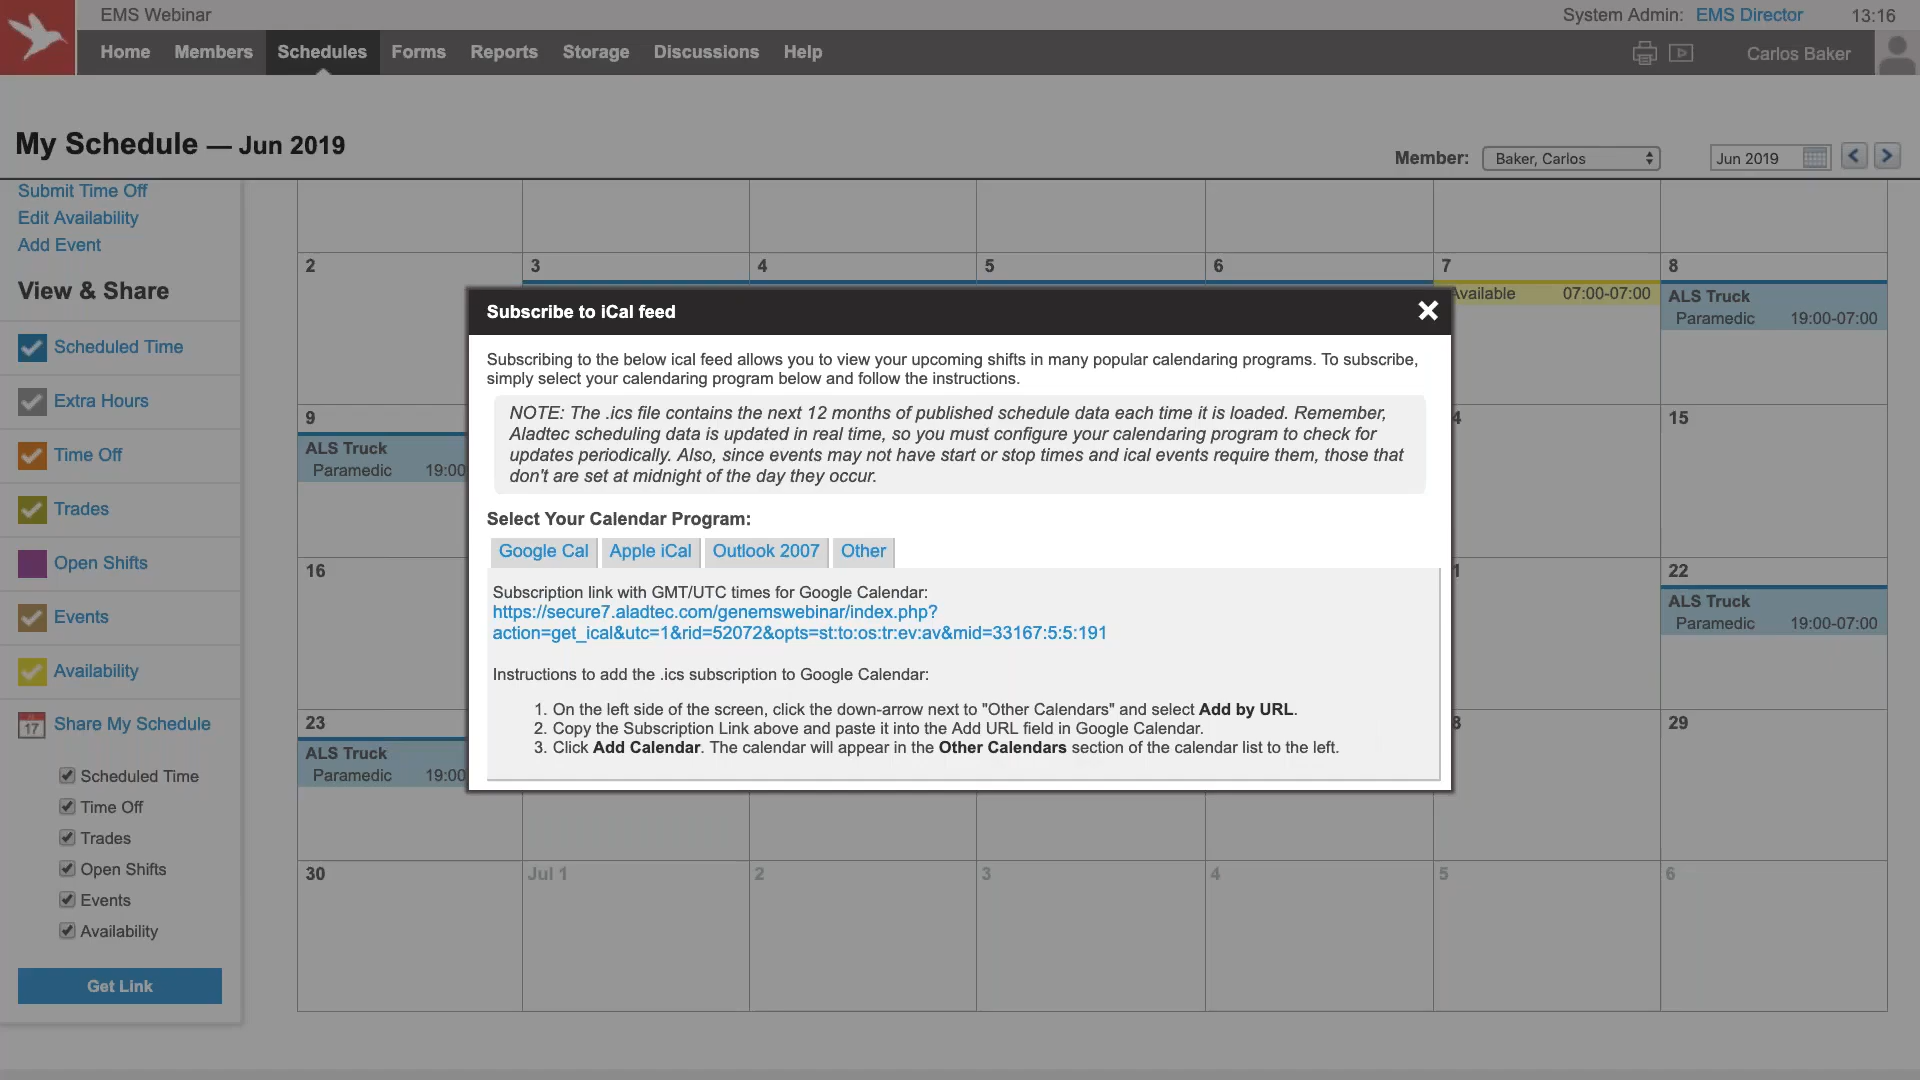 EMS Webinar
System Admin: EMS Director 13:16
Home Members Schedules Forms Reports Storage Discussions Help
Carlos Baker
My Schedule — Jun 2019
Member: Baker, Carlos Jun 2019
Submit Time Off
Edit Availability
Add Event
View & Share
Scheduled Time
Extra Hours
Time Off
Trades
Open Shifts
Events
Availability
17 Share My Schedule
Scheduled Time
Time Off
Trades
Open Shifts
Events
Availability
Get Link
2 3 4 5 6 7 8
Available 07:00-07:00
ALS Truck
Paramedic 19:00-07:00
9
ALS Truck
Paramedic 19:00
4 15
16
1 22
ALS Truck
Paramedic 19:00-07:00
23
ALS Truck
Paramedic 19:00
8 29
30 Jul 1 2 3 4 5 6
Subscribe to iCal feed
Subscribing to the below ical feed allows you to view your upcoming shifts in many popular calendaring programs. To subscribe,
simply select your calendaring program below and follow the instructions.
NOTE: The .ics file contains the next 12 months of published schedule data each time it is loaded. Remember,
Aladtec scheduling data is updated in real time, so you must configure your calendaring program to check for
updates periodically. Also, since events may not have start or stop times and ical events require them, those that
don't are set at midnight of the day they occur.
Select Your Calendar Program:
Google Cal Apple iCal Outlook 2007 Other
Subscription link with GMT/UTC times for Google Calendar:
https://secure7.aladtec.com/genemswebinar/index.php?
action=get_ical&utc=1&rid=52072&opts=st:to:os:tr:ev:av&mid=33167:5:5:191
Instructions to add the .ics subscription to Google Calendar:
1. On the left side of the screen, click the down-arrow next to "Other Calendars" and select Add by URL.
2. Copy the Subscription Link above and paste it into the Add URL field in Google Calendar.
3. Click Add Calendar. The calendar will appear in the Other Calendars section of the calendar list to the left.